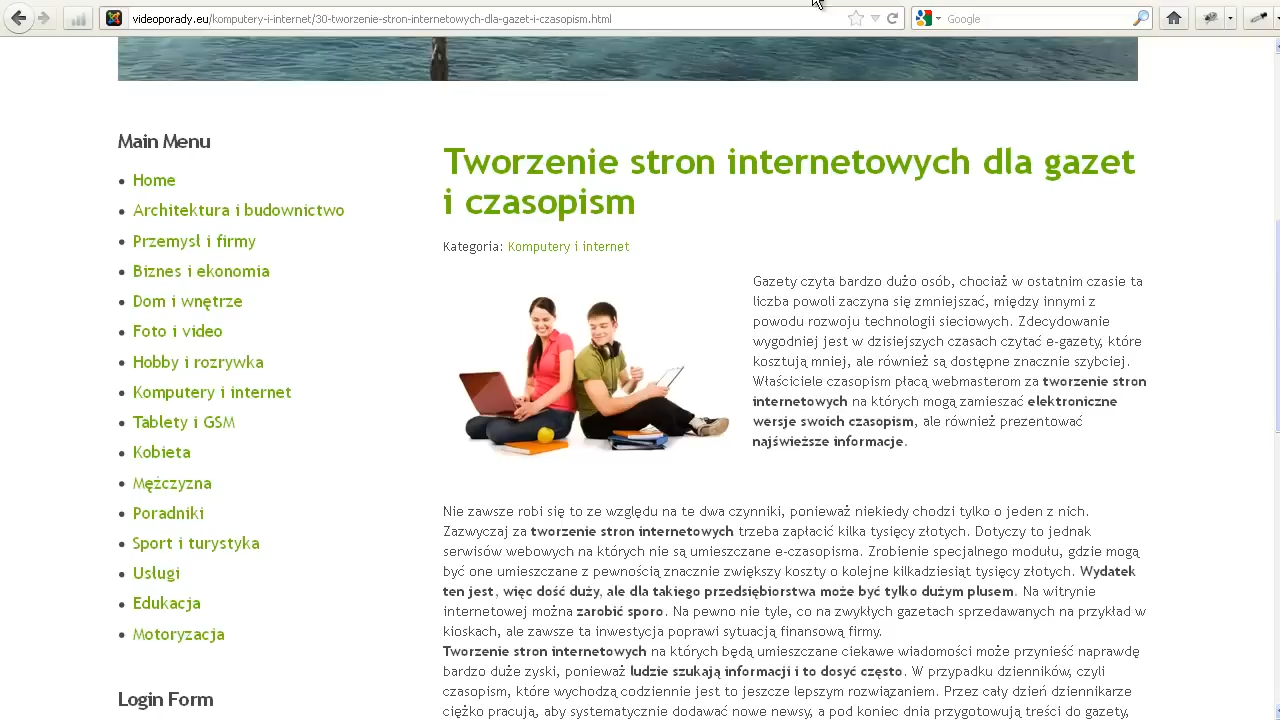 videoporady.eu/
putery-i-internet/30-tworzenie-stron-internetowych-dla-gazet-i-czasopism.html
Google
Main Menu
Home
Architektura i budownictwo
Przemysł i firmy
Biznes i ekonomia
Dom i wnętrze
Foto i video
Hobby i rozrywka
Komputery i internet
Tablety i GSM
Kobieta
Mężczyzna
Poradniki
Sport i turystyka
Usługi
Edukacja
Motoryzacja
Login Form
Tworzenie stron internetowych dla gazet
i czasopism
Kategoria: Komputery i internet
Gazety czyta bardzo dużo osób, chociaż w ostatnim czasie ta
liczba powoli zaczyna się zmniejszać, między innymi z
powodu rozwoju technologii sieciowych. Zdecydowanie
wygodniej jest w dzisiejszych czasach czytać e-gazety, które
kosztują mniej, ale również są dostępne znacznie szybciej.
Właściciele czasopim płacą webmasterom za tworzenie stron
internetowych na których mogą zamieszać elektroniczne
wersje swoich czasopism, ale również prezentować
najświeższe informacje.
Nie zawsze robi się to ze względu na te dwa czynniki, ponieważ niekiedy chodzi tylko o jeden z nich.
Zazwyczaj za tworzenie stron internetowych trzeba zapłacić kilka tysięcy złotych. Dotyczy to jednak
serwisów webowych na których nie są umieszczane e-czasopisma. Zrobienie specjalnego modułu, gdzie mogą
być one umieszczane z pewnością znacznie zwiększy koszty o kolejne kilkadziesiąt tysięcy złotych. Wydatek
ten jest, więc dość duży, ale dla takiego przedsiębiorstwa może być tylko dużym plusem. Na witrynie
internetowej można zarobić sporo. Na pewno nie tyle, co na zwykłych gazetach sprzedawanych na przykład w
kioskach, ale zawsze ta inwestycja poprawi sytuacją finansową firmy.
Tworzenie stron internetowych na których będą umieszczane ciekawe wiadomości może przynieść naprawdę
bardzo duże zyski, ponieważ ludzie szukają informacji i to dosyć często. W przypadku dzienników, czyli
czasopism, które wychodzą codziennie jest to jeszcze lepszym rozwiązaniem. Przez cały dzień dziennikarze
ciężko pracują, aby systematycznie dodawać nowe newsy, a pod koniec dnia przygotowują treści do gazety,